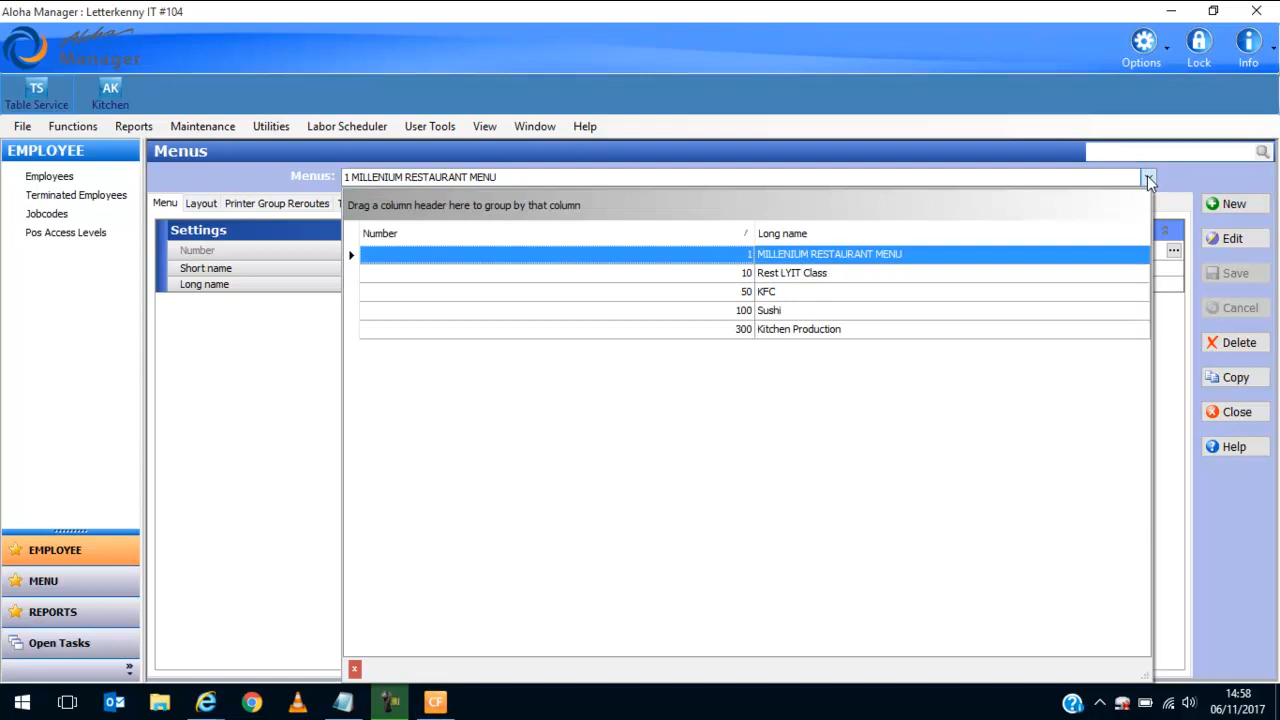 Aloha Manager : Letterkenny IT #104
Aloha
Manager
Options
Lock
Info
TS
Table Service
AK
Kitchen
File Functions Reports Maintenance Utilities Labor Scheduler User Tools View Window Help
EMPLOYEE
Employees
Terminated Employees
Jobcodes
Pos Access Levels
Menus
Menus: 1 MILLENIUM RESTAURANT MENU
Menu Layout Printer Group Reroutes
Drag a column header here to group by that column
Settings
Number
Short name
Long name
Number Long name
1 MILLENIUM RESTAURANT MENU
10 Rest LYIT Class
50 KFC
100 Sushi
300 Kitchen Production
New
Edit
Save
Cancel
Delete
Copy
Close
Help
EMPLOYEE
MENU
REPORTS
Open Tasks
CF
14:58
06/11/2017